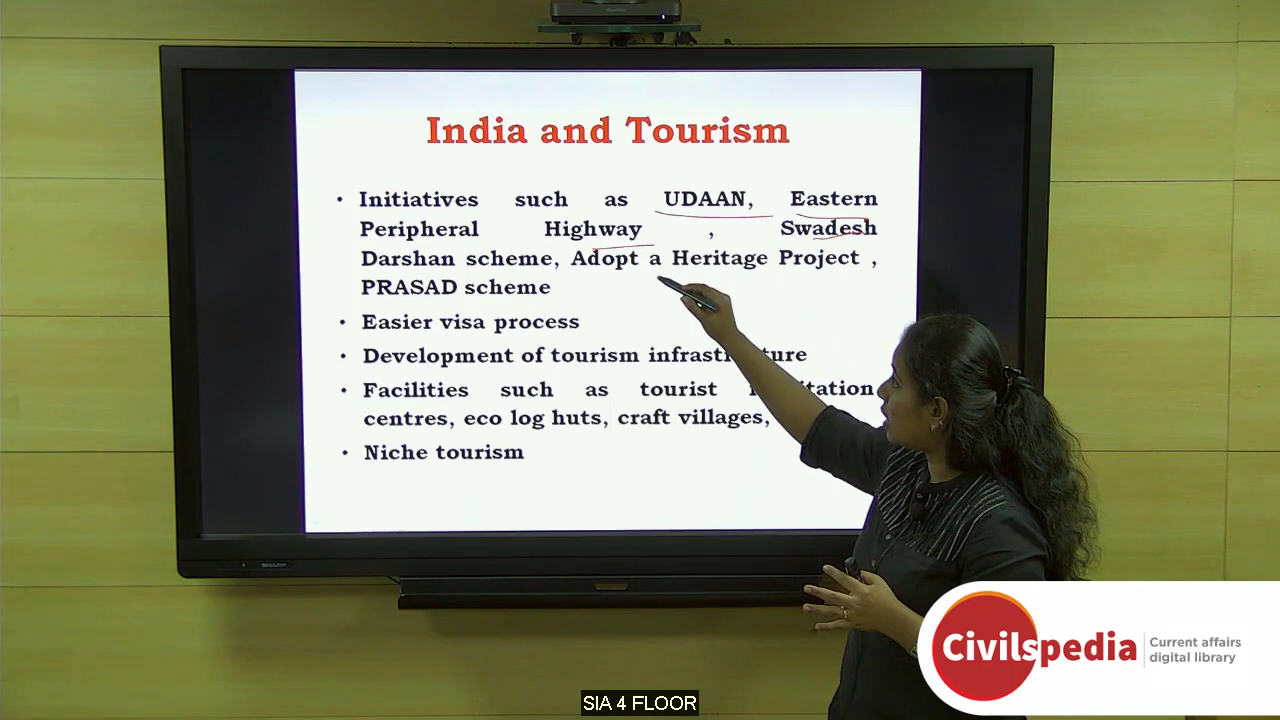 India and Tourism
• Initiatives such as UDAAN, Eastern
Peripheral Highway , Swadesh
Darshan scheme, Adopt a Heritage Project ,
PRASAD scheme
• Easier visa process
• Development of tourism
• Facilities such as tourist
centres, eco log huts, craft villages,
• Niche tourism
SHARP
Civilspedia
Current affairs
digital library
SIA 4 FLOOR